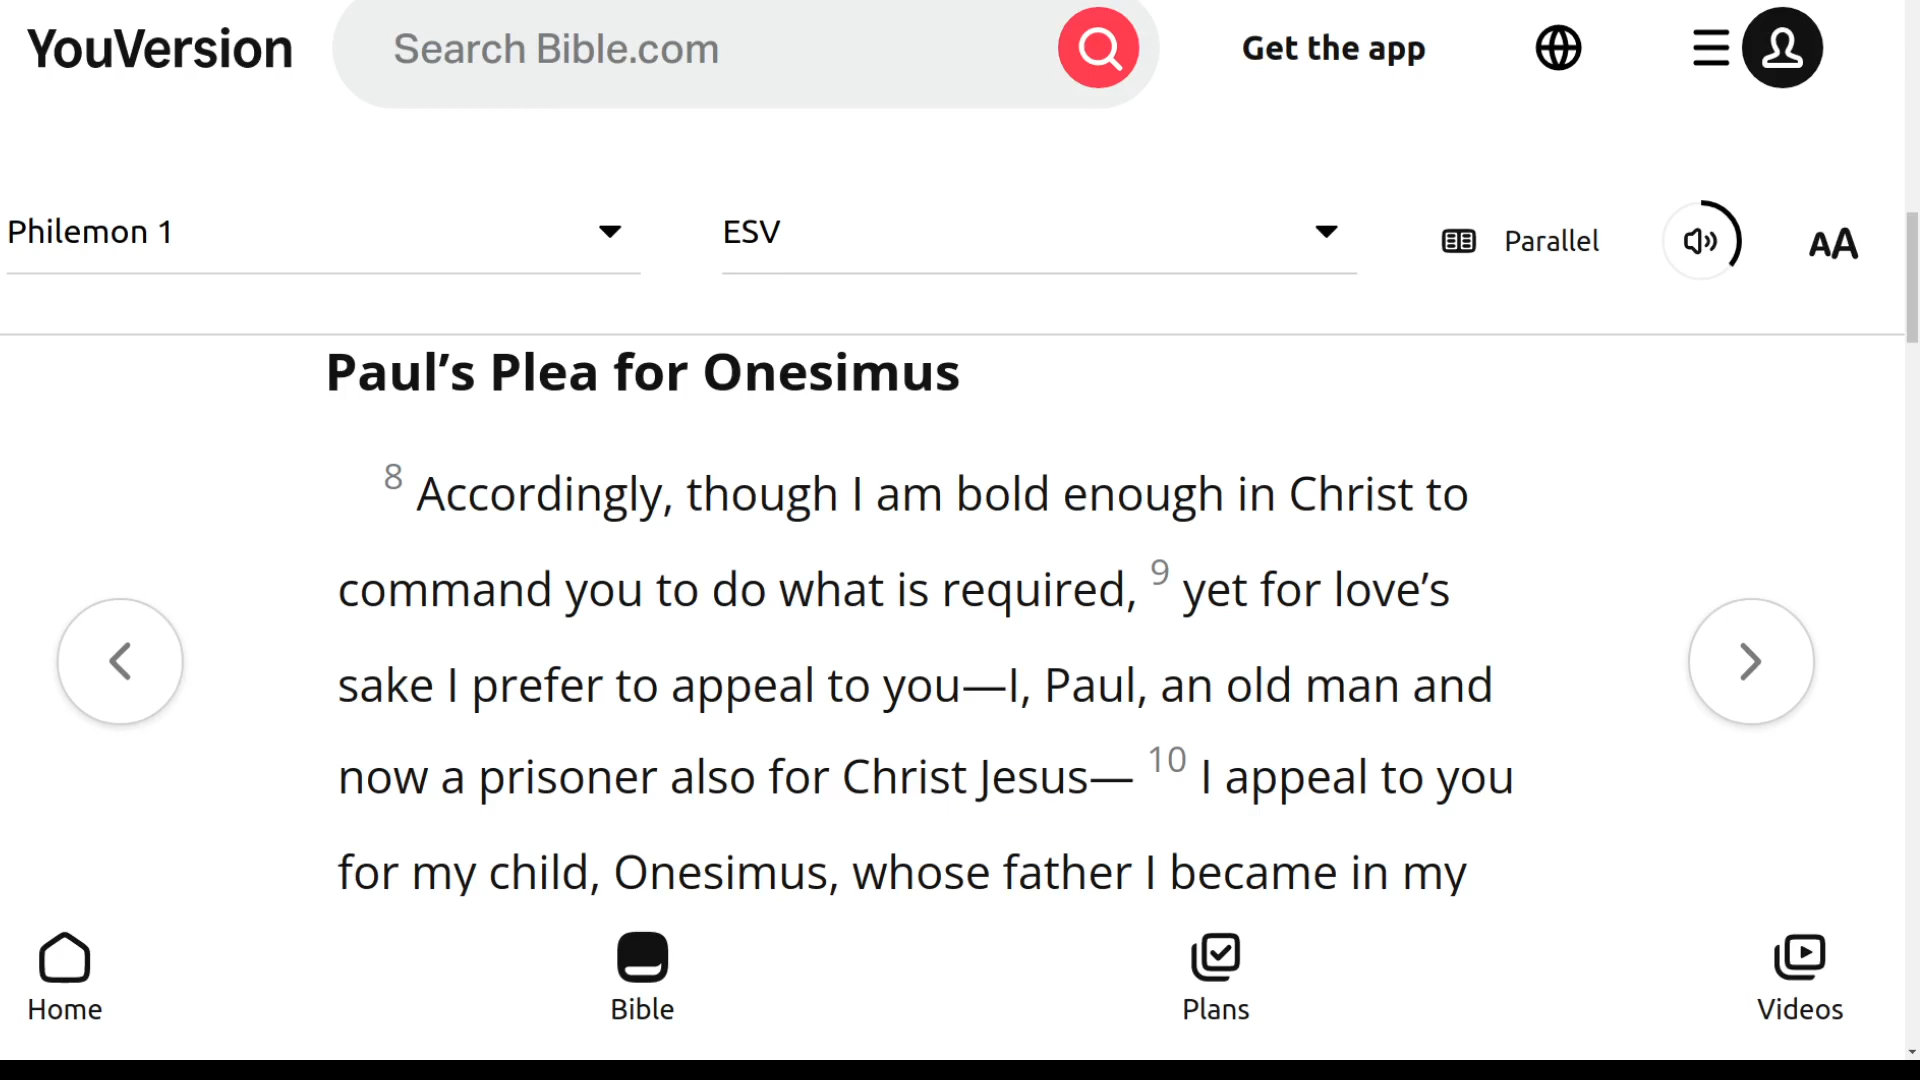 YouVersion
Search Bible.com
Get the app
Philemon 1
ESV
Parallel
AA
Paul’s Plea for Onesimus
8 Accordingly, though I am bold enough in Christ to
command you to do what is required, 9 yet for love’s
sake I prefer to appeal to you—I, Paul, an old man and
now a prisoner also for Christ Jesus— 10 I appeal to you
for my child, Onesimus, whose father I became in my
Home
Bible
Plans
Videos